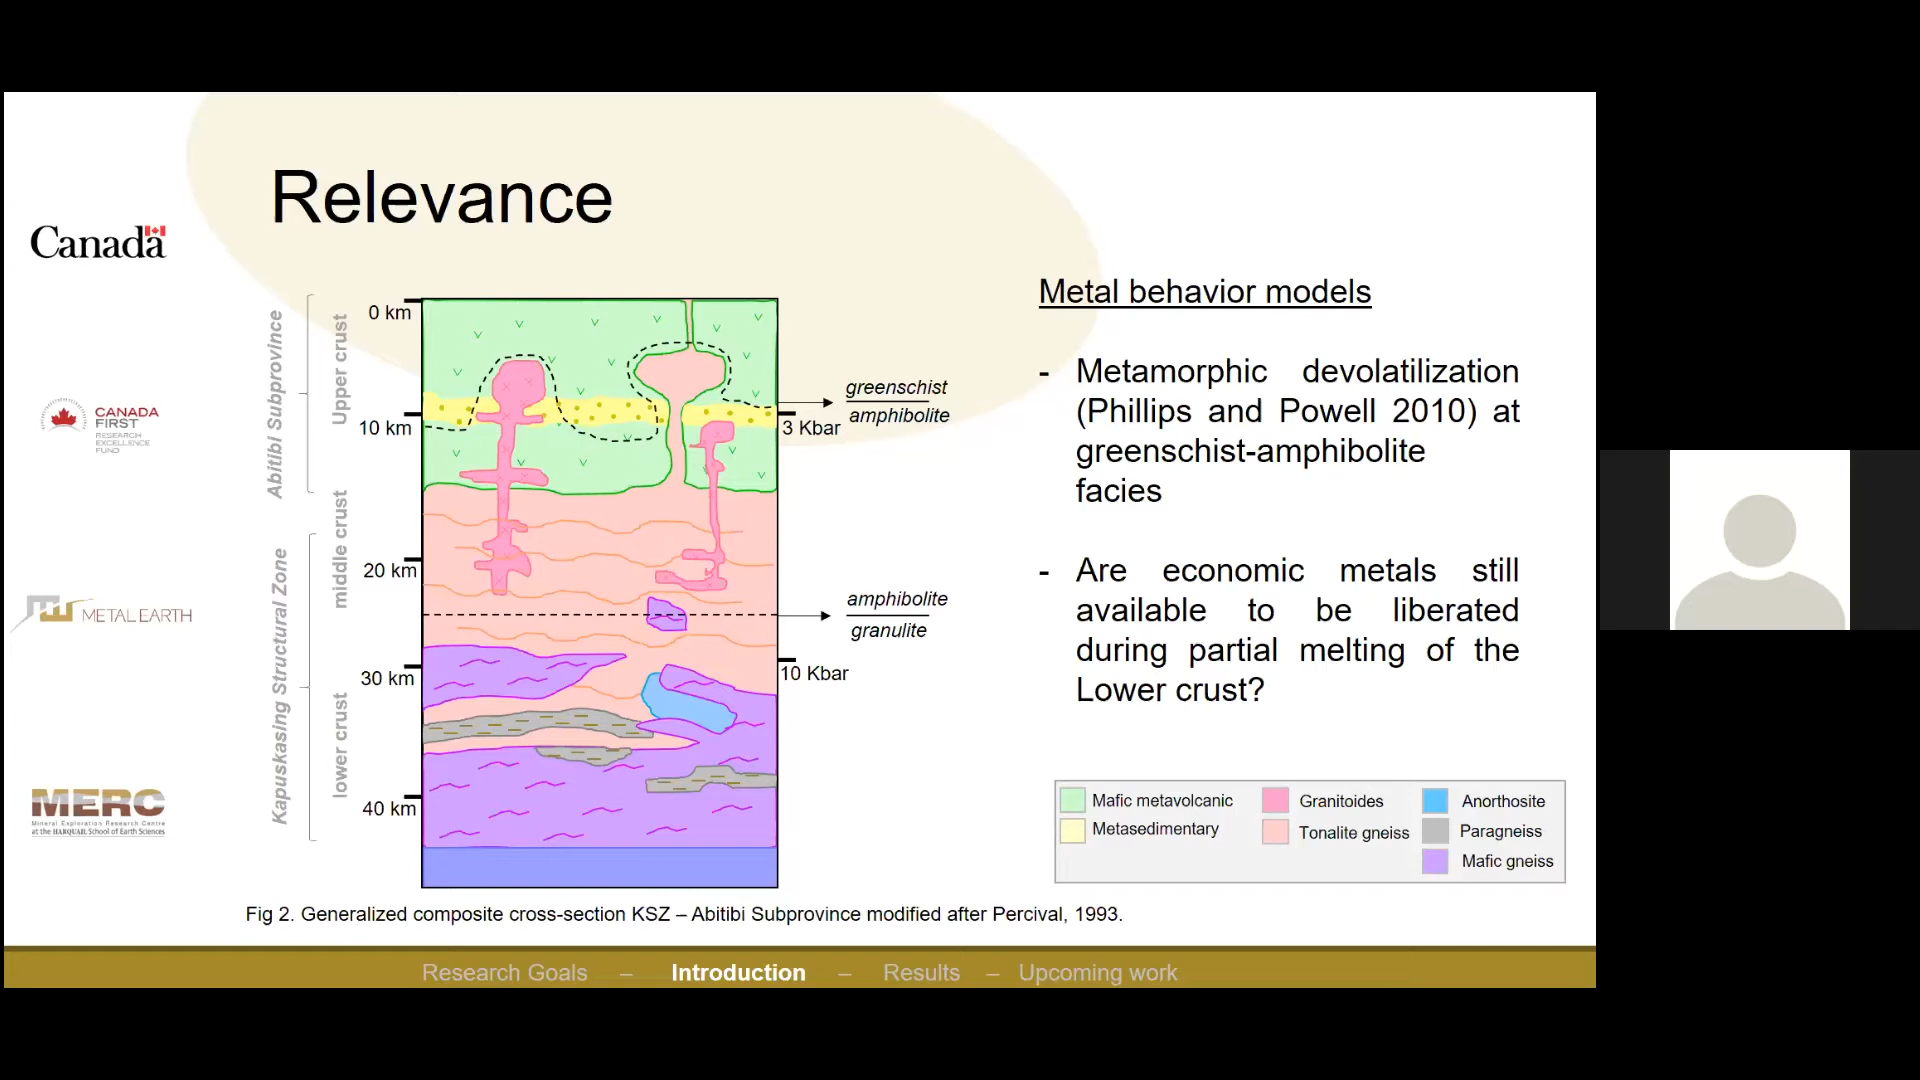 Relevance
Canada
CANADA
FIRST
RESEARCH
EXCELLENCE
FUND
METAL EARTH
MERC
Mineral Exploration Research Centre
at the HARQUAIL School of Earth Sciences
Abitibi Subprovince
Kapuskasing Structural Zone
Upper crust
middle crust
lower crust
0 km
10 km
20 km
30 km
40 km
greenschist
amphibolite
3 Kbar
amphibolite
granulite
10 Kbar
Metal behavior models
- Metamorphic devolatilization
(Phillips and Powell 2010) at
greenschist-amphibolite
facies
- Are economic metals still
available to be liberated
during partial melting of the
Lower crust?
Mafic metavolcanic
Metasedimentary
Granitoides
Tonalite gneiss
Anorthosite
Paragneiss
Mafic gneiss
Fig 2. Generalized composite cross-section KSZ – Abitibi Subprovince modified after Percival, 1993.
Research Goals – Introduction – Results – Upcoming work